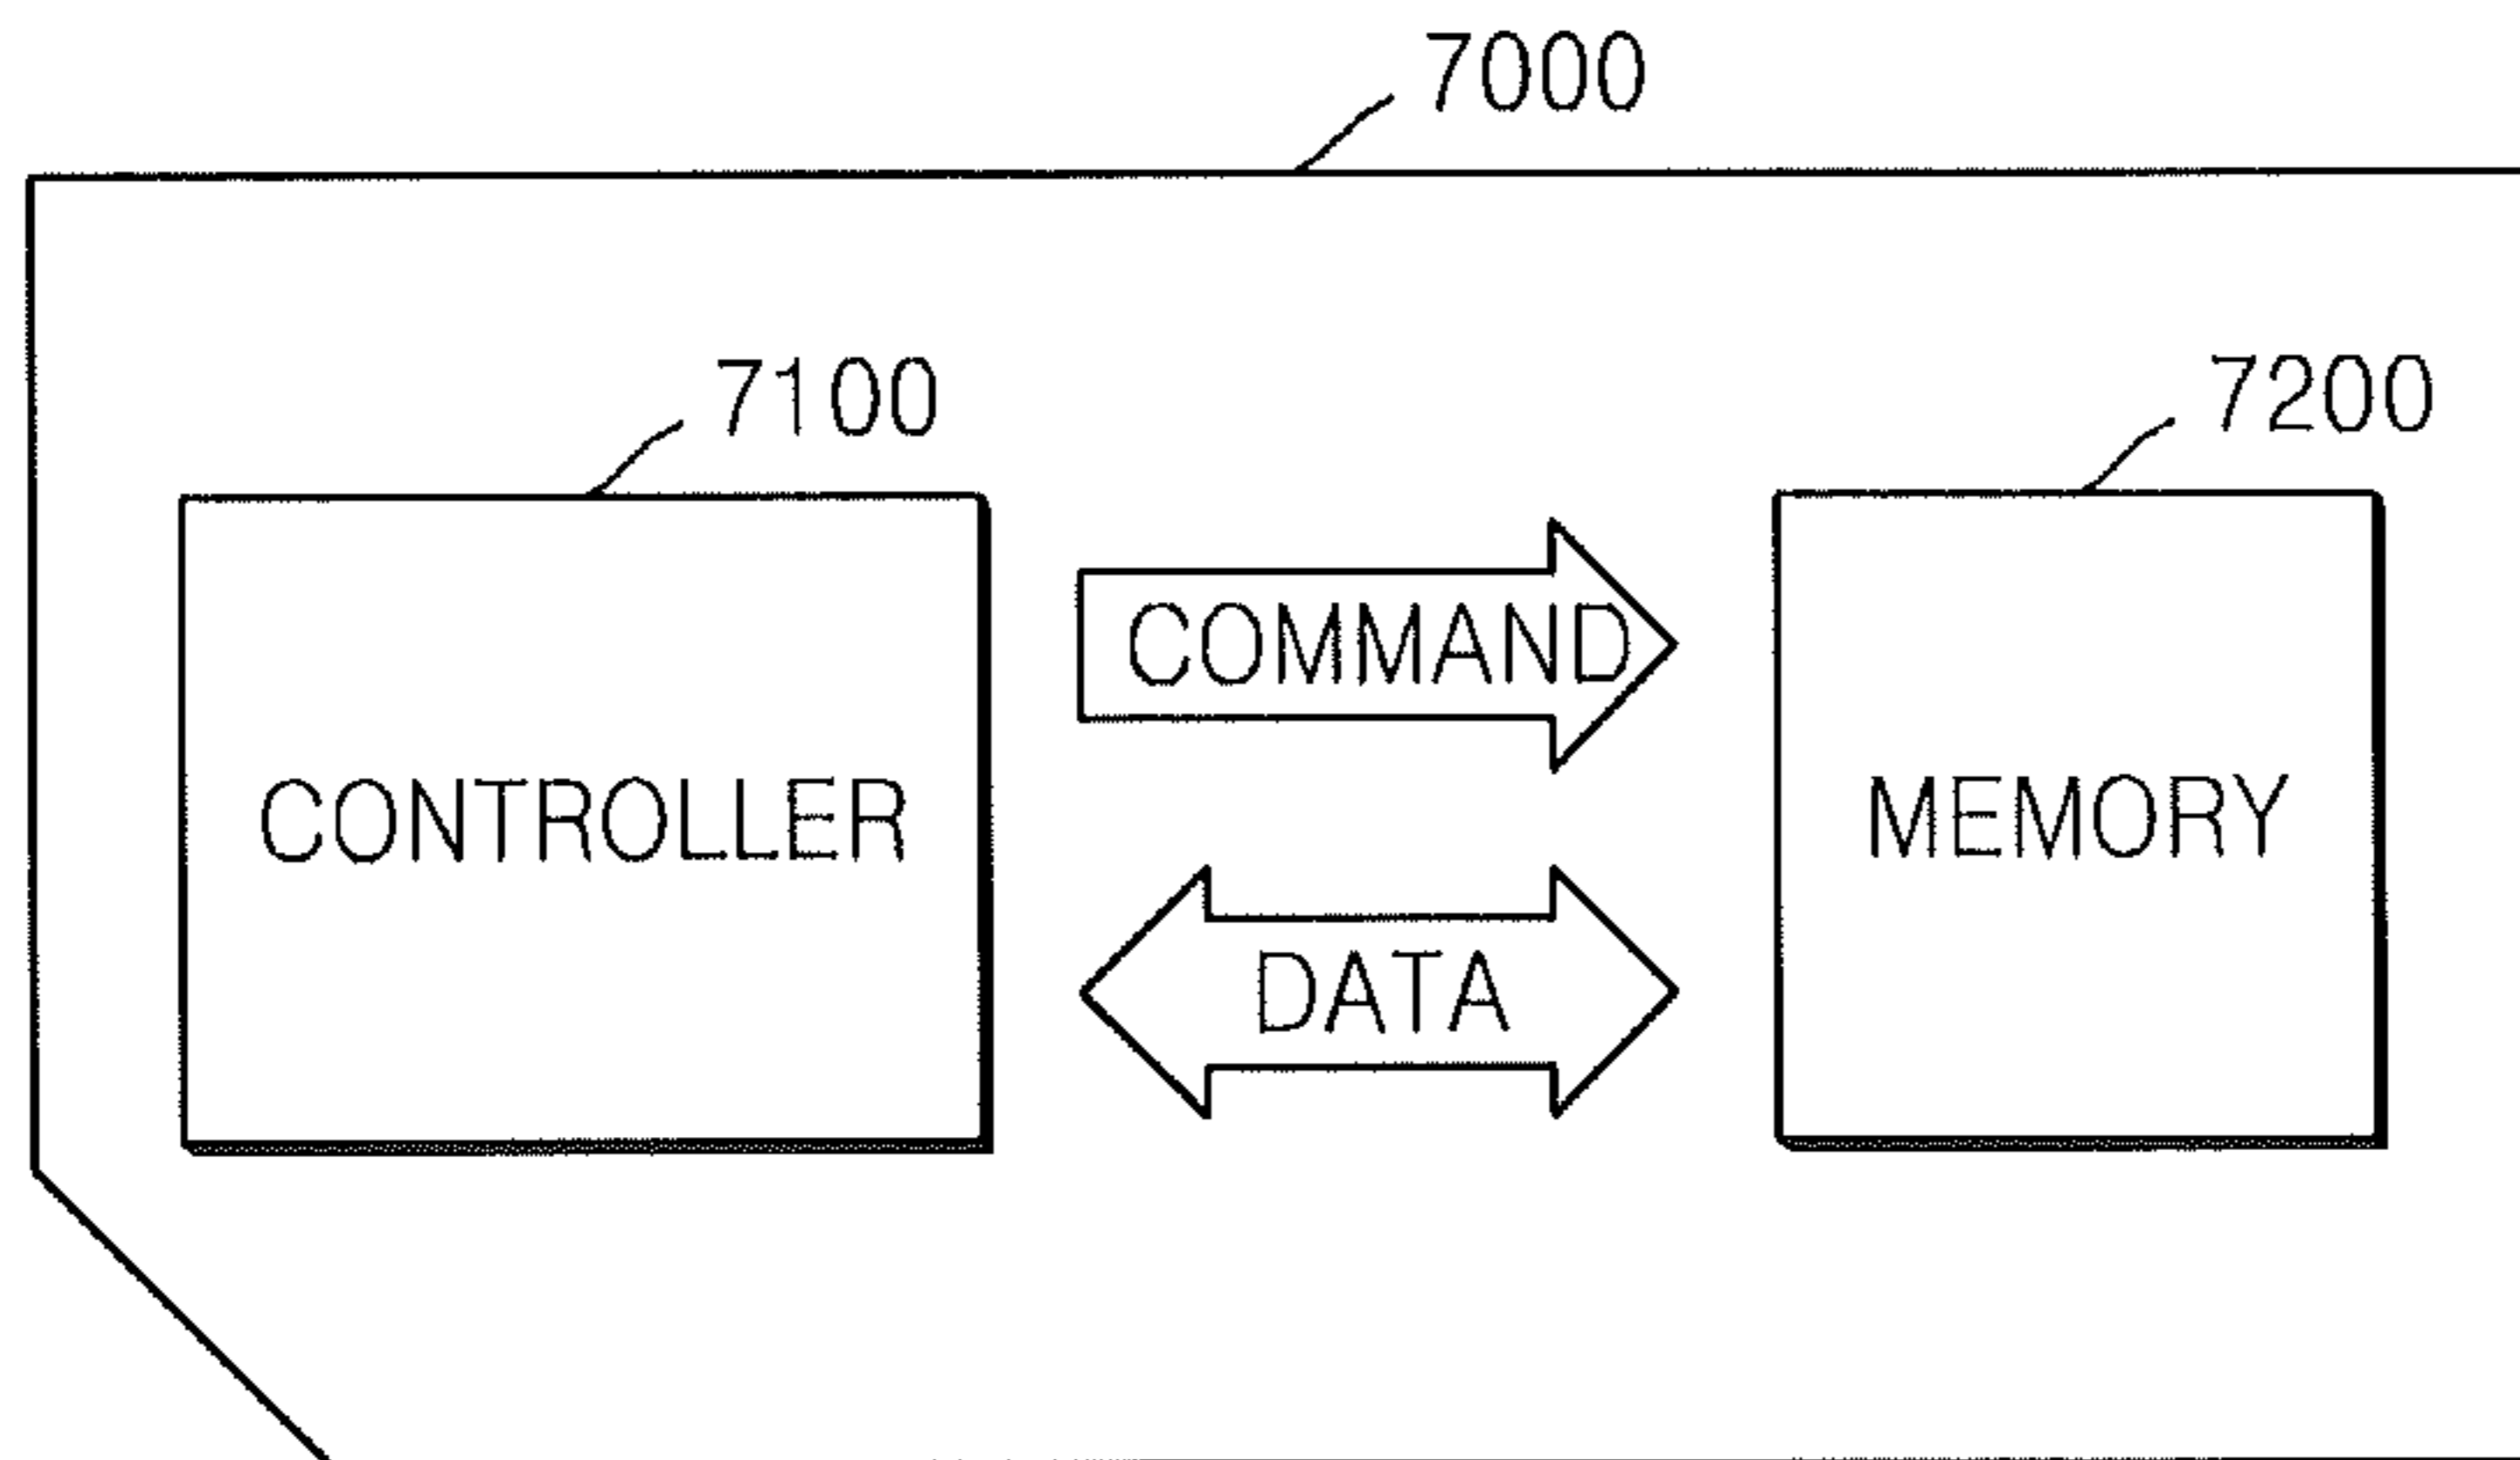 7000
7100
7200
COMMAND
CONTROLLER
MEMORY
DATA